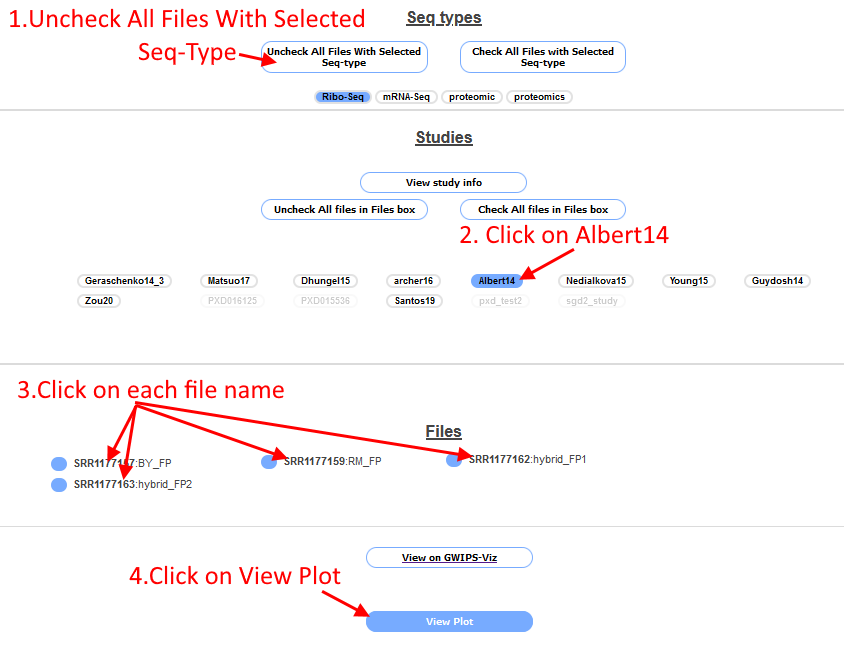 1.Uncheck All Files With Selected
Seq-Type
Seq types
Uncheck All Files With Selected
Seq-type
Check All Files with Selected
Seq-type
Ribo-Seq mRNA-Seq proteomic proteomics
Studies
View study info
Uncheck All files in Files box Check All files in Files box
2. Click on Albert14
Geraschenko14_3 Matsuo17 Dhungel15 archer16 Albert14 Nedialkova15 Young15 Guydosh14
Zou20 PXD016125 PXD015536 Santos19 pxd_test2 sgd2_study
3.Click on each file name
Files
SRR1177157:BY_FP SRR1177159:RM_FP SRR1177162:hybrid_FP1
SRR1177163:hybrid_FP2
View on GWIPS-Viz
4.Click on View Plot
View Plot